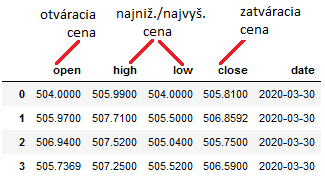 otváracia cena
najniž./najvyš. cena
zatváracia cena
open high low close date
0 504.0000 505.9900 504.0000 505.8100 2020-03-30
1 505.9700 507.7100 505.5000 506.8592 2020-03-30
2 506.9400 507.5200 505.0400 505.7500 2020-03-30
3 505.7369 507.2500 505.5200 506.5900 2020-03-30